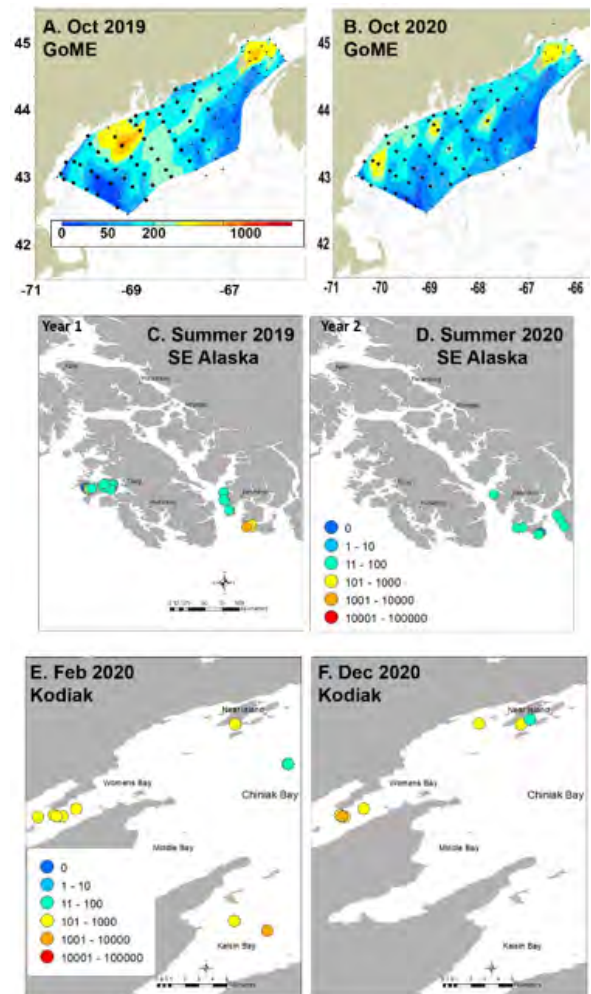 A. Oct 2019
GoME
B. Oct 2020
GoME
45
44
43
42
0 50 200 1000
-71 -69 -67
45
44
43
42
-71 -70 -69 -68 -67 -66
Year 1
C. Summer 2019
SE Alaska
Year 2
D. Summer 2020
SE Alaska
0
1 - 10
11 - 100
101 - 1000
1001 - 10000
10001 - 100000
E. Feb 2020
Kodiak
Near Island
Womens Bay
Chiniak Bay
Middle Bay
Kalsin Bay
0
1 - 10
11 - 100
101 - 1000
1001 - 10000
10001 - 100000
F. Dec 2020
Kodiak
Near Island
Womens Bay
Chiniak Bay
Middle Bay
Kalsin Bay